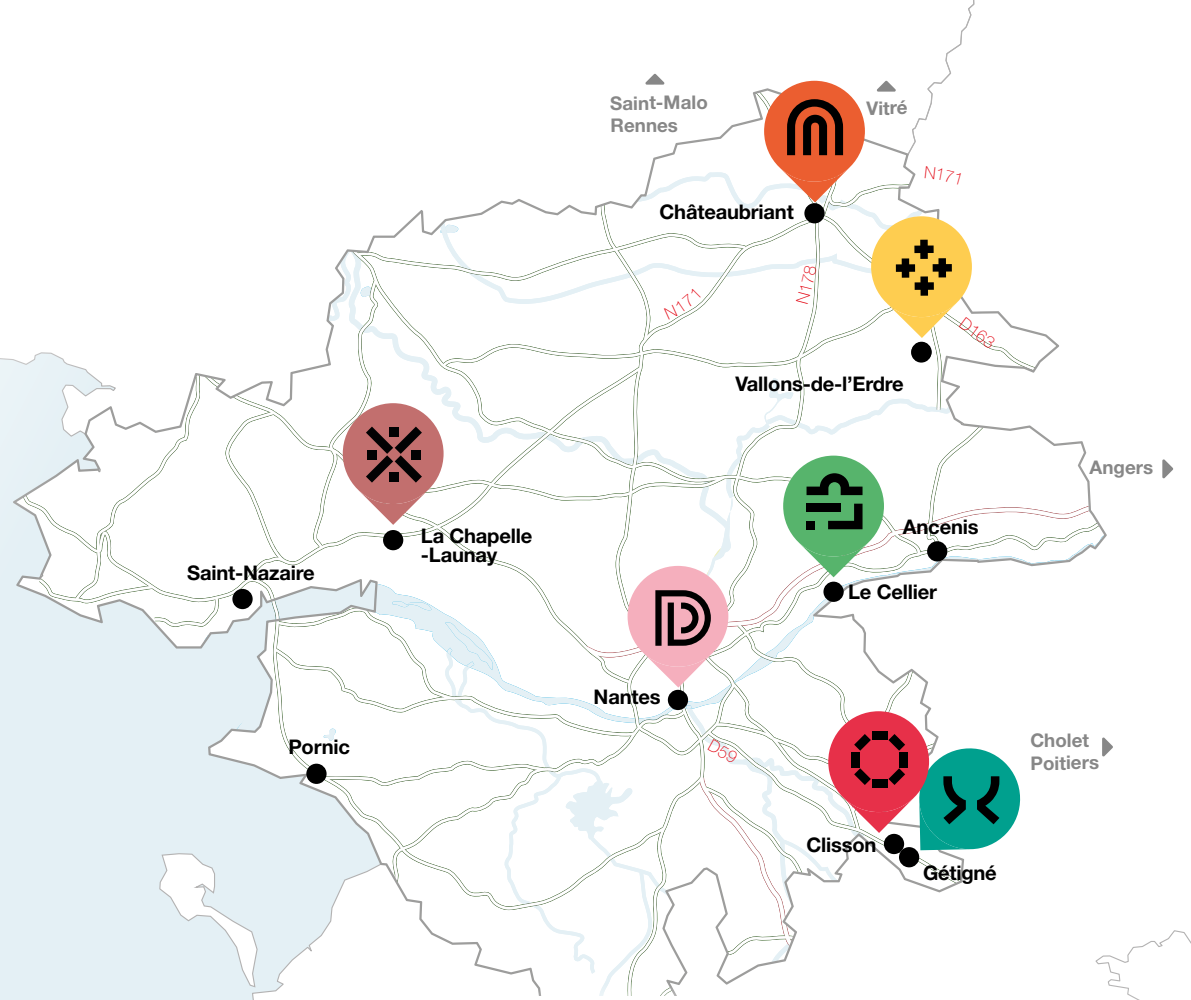 Saint-Malo
Rennes
Vitré
N171
Châteaubriant
N178
N171
D163
Vallons-de-l'Erdre
Angers
La Chapelle
-Launay
Ancenis
Saint-Nazaire
Le Cellier
Nantes
D59
Pornic
Cholet
Poitiers
Clisson
Gétigné